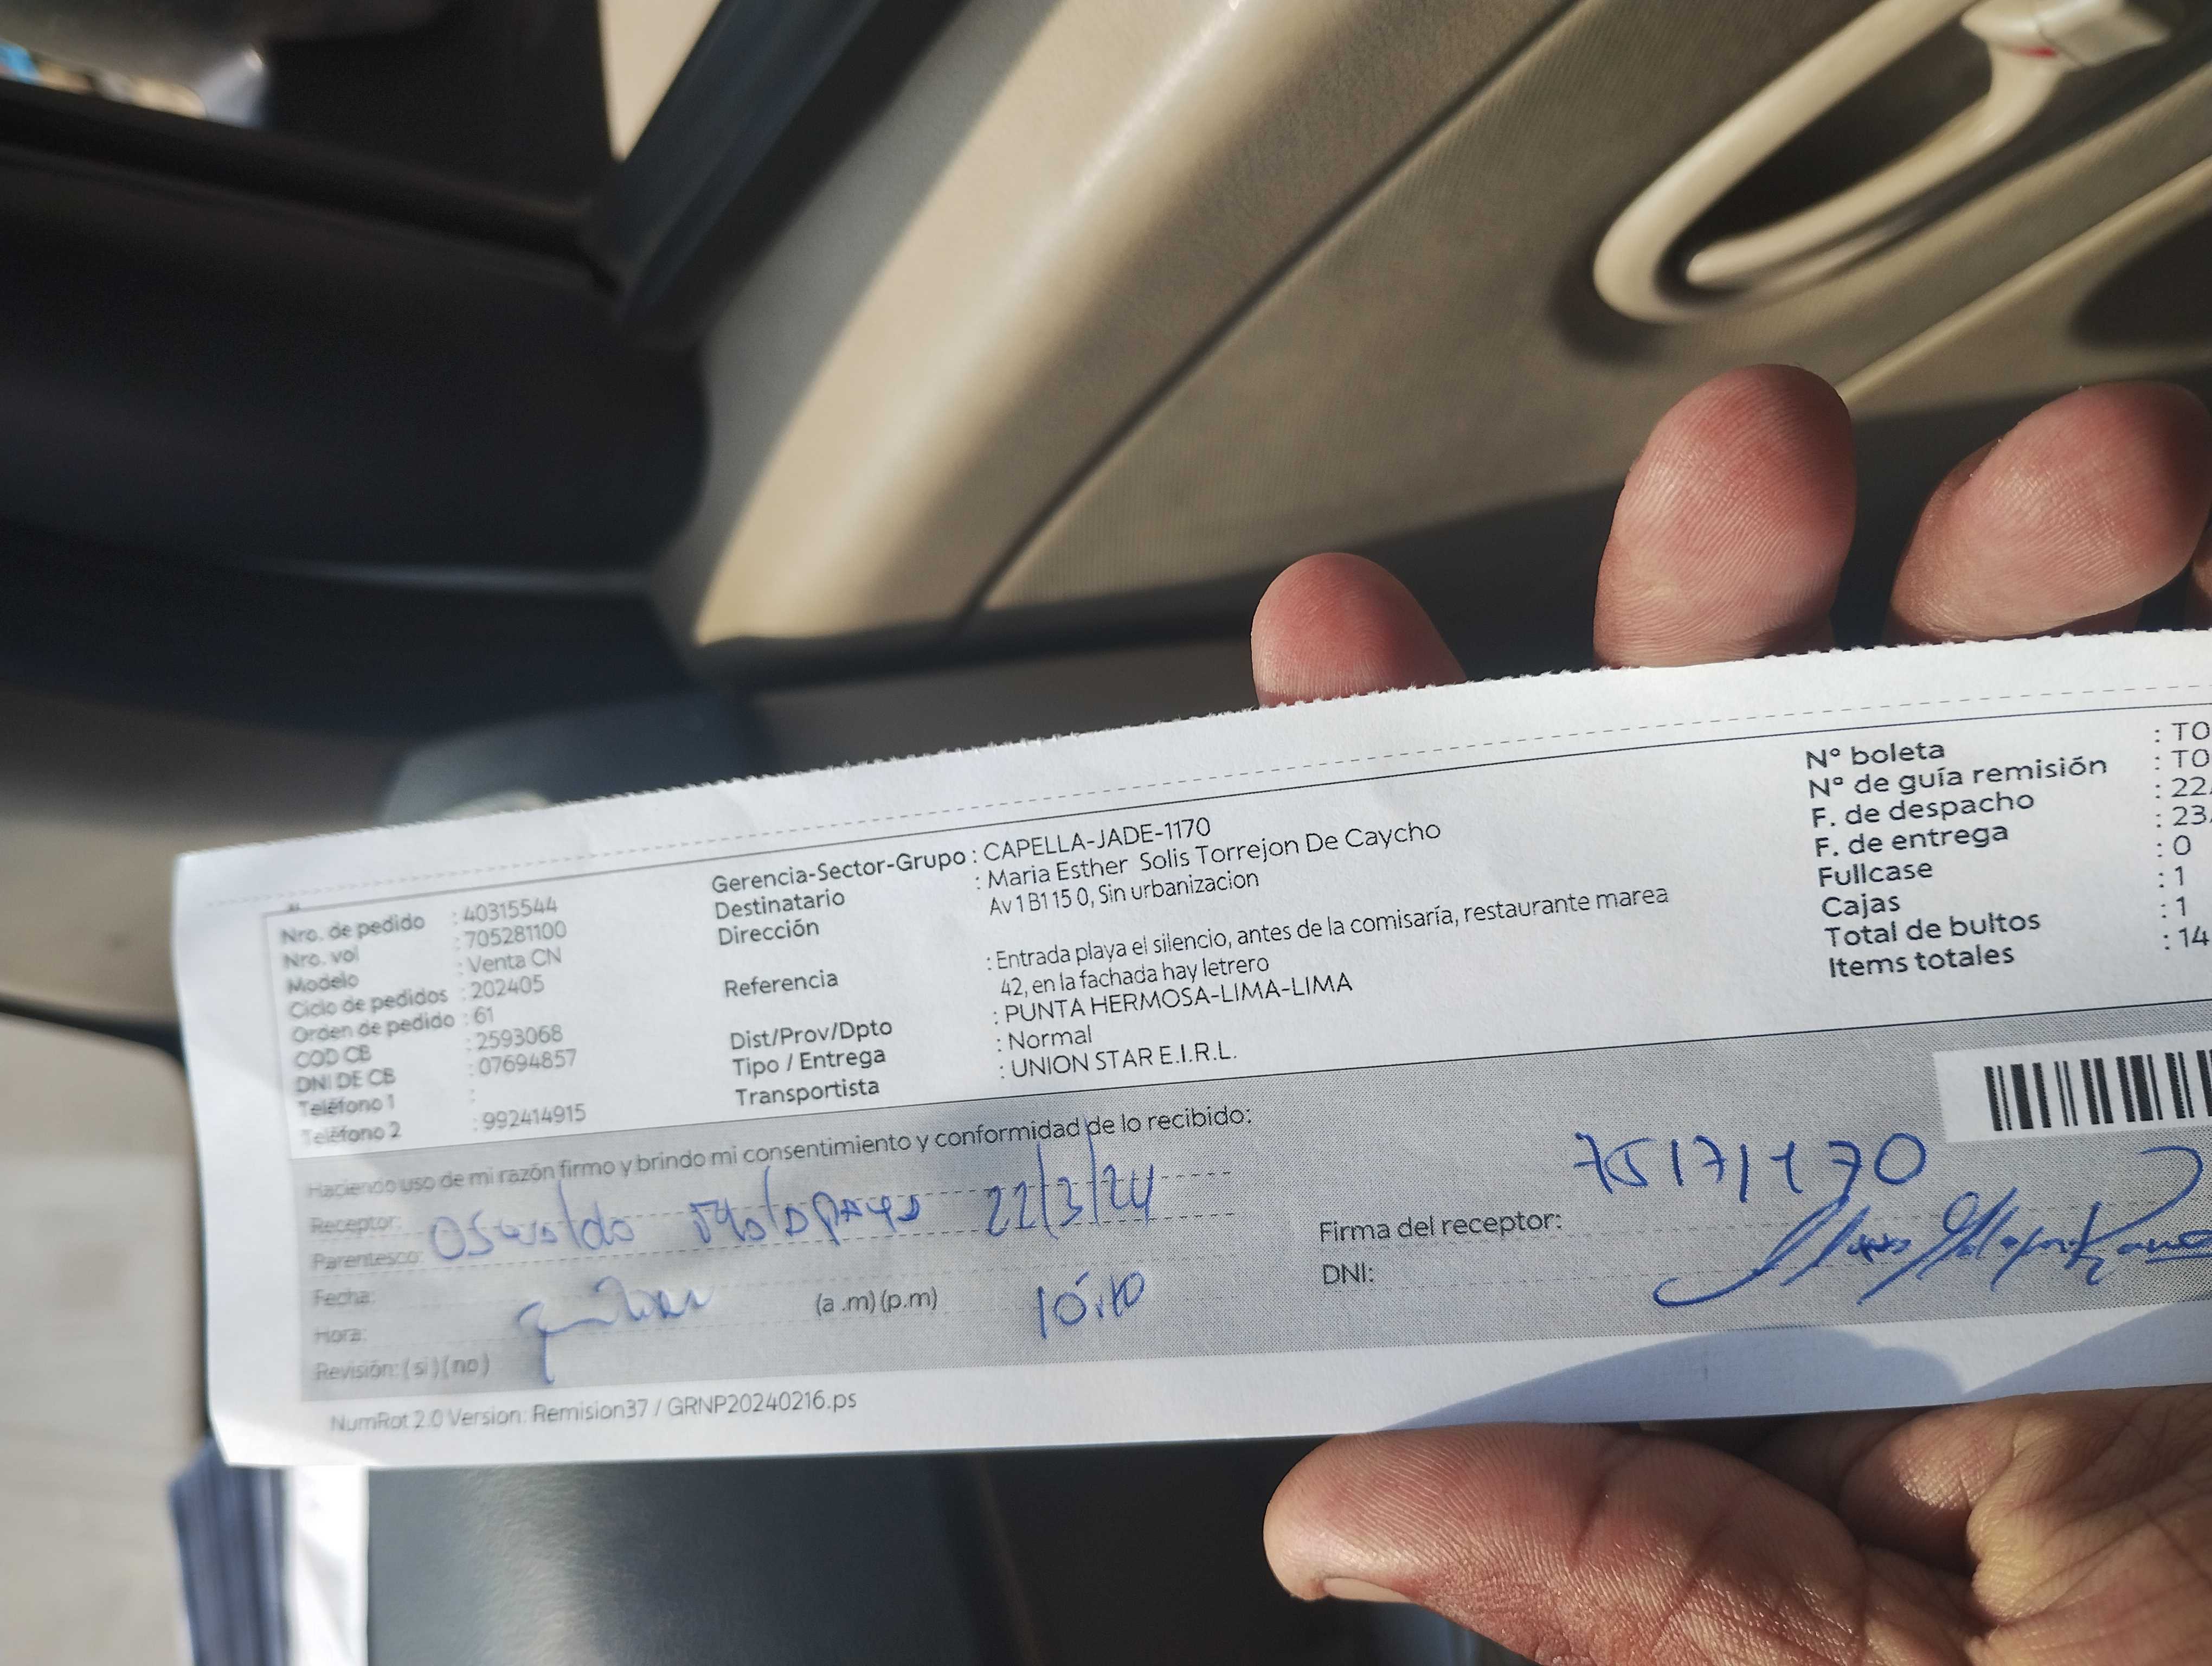 Nro. de pedido : 40315544
Nro. vol : 705281100
Modelo : Venta CN
Ciclo de pedidos : 202405
Orden de pedido : 61
COD CB : 2593068
DNI DE CB : 07694857
Teléfono 1 :
Teléfono 2 : 992414915
Gerencia-Sector-Grupo : CAPELLA-JADE-1170
Destinatario : Maria Esther Solis Torrejon De Caycho
Dirección Av 1 B1 15 0, Sin urbanizacion
Referencia : Entrada playa el silencio, antes de la comisaría, restaurante marea
42, en la fachada hay letrero
Dist/Prov/Dpto : PUNTA HERMOSA-LIMA-LIMA
Tipo / Entrega : Normal
Transportista : UNION STAR E.I.R.L.
N° boleta : TO
N° de guía remisión : TO
F. de despacho : 22
F. de entrega : 23
Fullcase : 0
Cajas : 1
Total de bultos : 1
Items totales : 14
Haciendo uso de mi razón firmo y brindo mi consentimiento y conformidad de lo recibido:
Receptor: Oswaldo 22/3/24
Parentesco:
Fecha:
Hora: (a .m) (p.m)
Revisión: ( si ) ( no )
Firma del receptor:
DNI:
NumRot 2.0 Version: Remision37 / GRNP20240216.ps